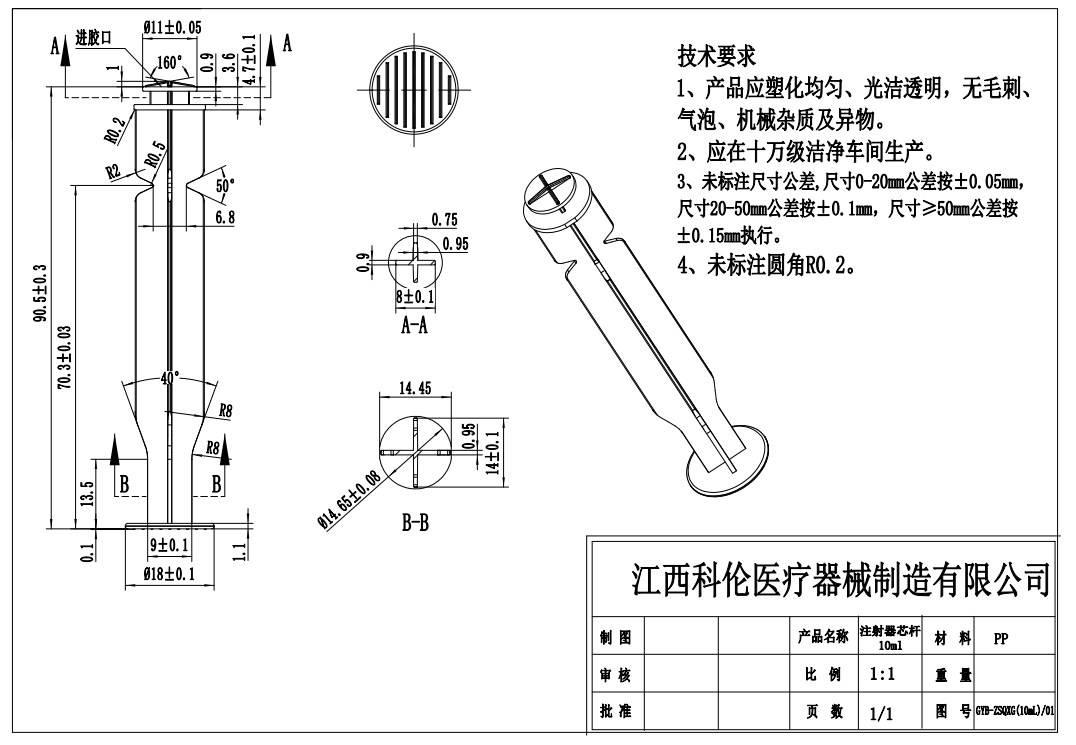 Ø11±0.05
A
进胶口
A
160°
1
0.9
3.6
4.7±0.1
R0.2
R0.5
R2
50°
6.8
90.5±0.3
70.3±0.03
40°
R8
R8
B
B
13.5
0.1
9±0.1
1.1
Ø18±0.1
0.75
0.95
0.9
8±0.1
A-A
14.45
0.95
14±0.1
Ø14.65±0.08
B-B
技术要求
1、产品应塑化均匀、光洁透明，无毛刺、
气泡、机械杂质及异物。
2、应在十万级洁净车间生产。
3、未标注尺寸公差,尺寸0-20mm公差按±0.05mm，
尺寸20-50mm公差按±0.1mm，尺寸≥50mm公差按
±0.15mm执行。
4、未标注圆角R0.2。
江西科伦医疗器械制造有限公司
制 图 产品名称 注射器芯杆 材 料 PP
10ml
审 核 比 例 1:1 重 量
批 准 页 数 1/1 图 号 GYB-ZSQXG(10mL)/01